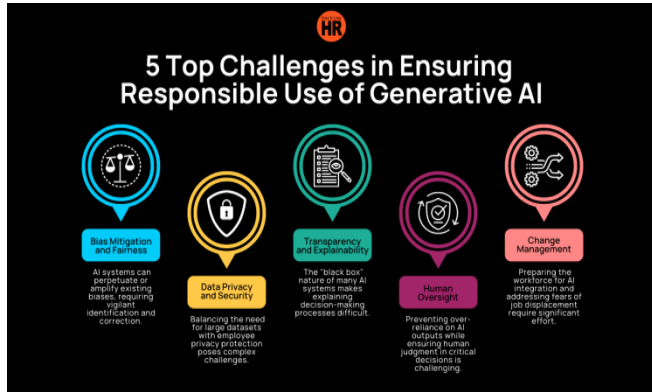 HR
5 Top Challenges in Ensuring
Responsible Use of Generative AI
Bias Mitigation
and Fairness
AI systems can
perpetuate or
amplify existing
biases, requiring
vigilant
identification and
correction.
Data Privacy
and Security
Balancing the need
for large datasets
with employee
privacy protection
poses complex
challenges.
Transparency
and Explainability
The "black box"
nature of many AI
systems makes
explaining
decision-making
processes difficult.
Human
Oversight
Preventing over-
reliance on AI
outputs while
ensuring human
judgment in critical
decisions is
challenging.
Change
Management
Preparing the
workforce for AI
integration and
addressing fears of
job displacement
require significant
effort.